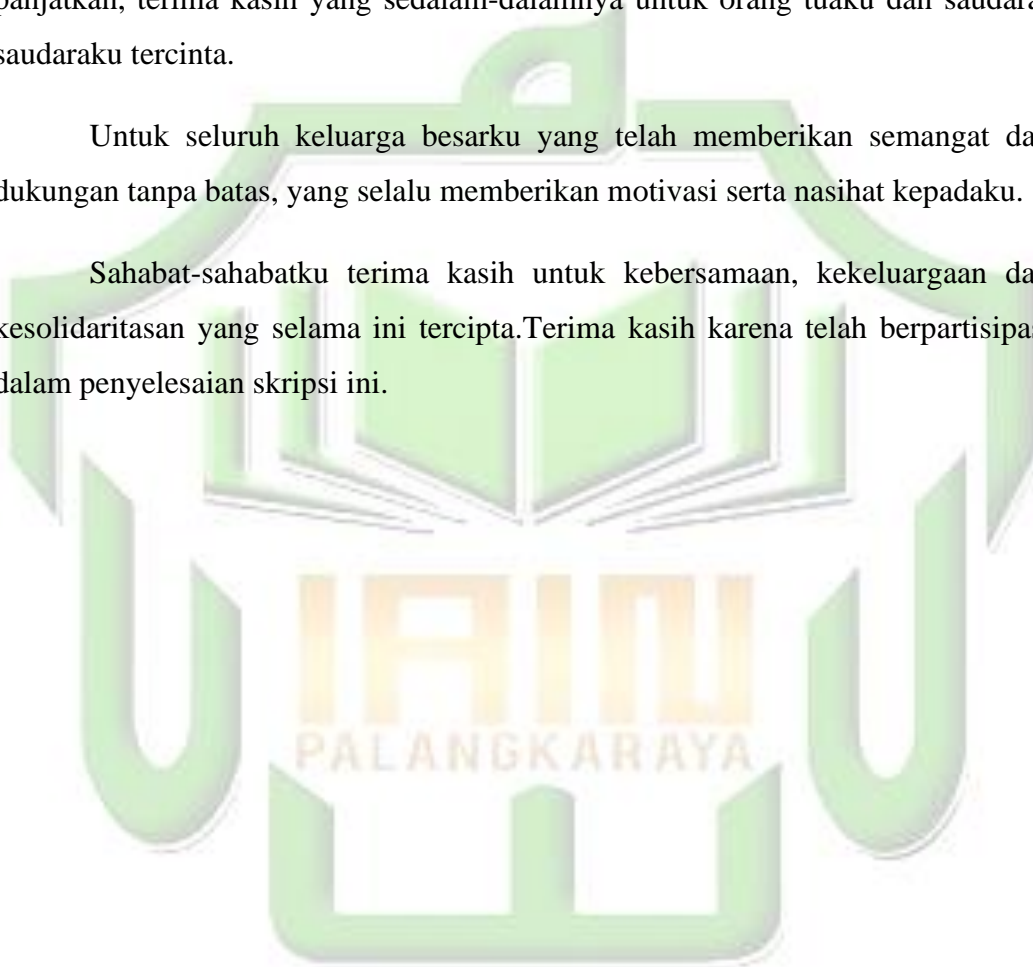 panjatkan, terima kasih yang sedalam-dalamnya untuk orang tuaku dan saudara
saudaraku tercinta.
Untuk seluruh keluarga besarku yang telah memberikan semangat da
dukungan tanpa batas, yang selalu memberikan motivasi serta nasihat kepadaku.
Sahabat-sahabatku terima kasih untuk kebersamaan, kekeluargaan da
kesolidaritasan yang selama ini tercipta.Terima kasih karena telah berpartisipas
dalam penyelesaian skripsi ini.
IAIN
PALANGKARAYA